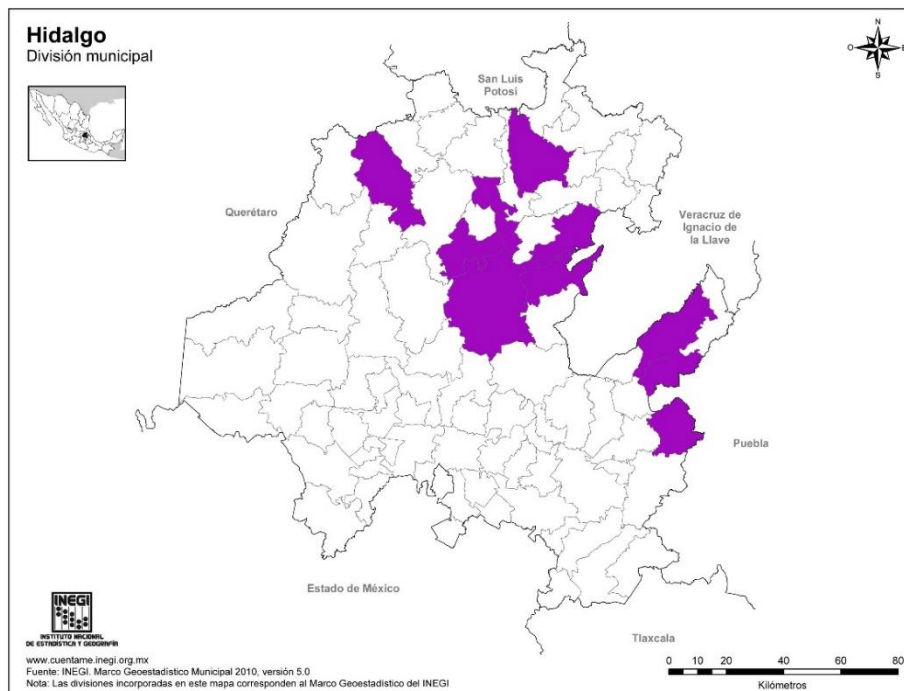 Hidalgo
División municipal
San Luis
Potosí
N
O
E
S
Querétaro
Veracruz de
Ignacio de
la Llave
Puebla
Estado de México
Tlaxcala
INEGI
INSTITUTO NACIONAL
DE ESTADÍSTICA Y GEOGRAFÍA
www.cuentame.inegi.org.mx
Fuente: INEGI. Marco Geoestadístico Municipal 2010, versión 5.0
Nota: Las divisiones incorporadas en este mapa corresponden al Marco Geoestadístico del INEGI
0 10 20 40 60 80
Kilómetros